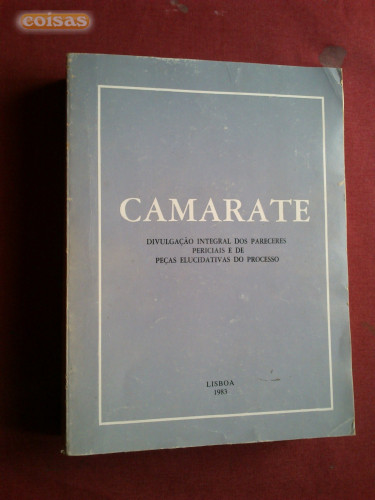 coisas
CAMARATE
DIVULGAÇÃO INTEGRAL DOS PARECERES
PERICIAIS E DE
PEÇAS ELUCIDATIVAS DO PROCESSO
LISBOA
1983